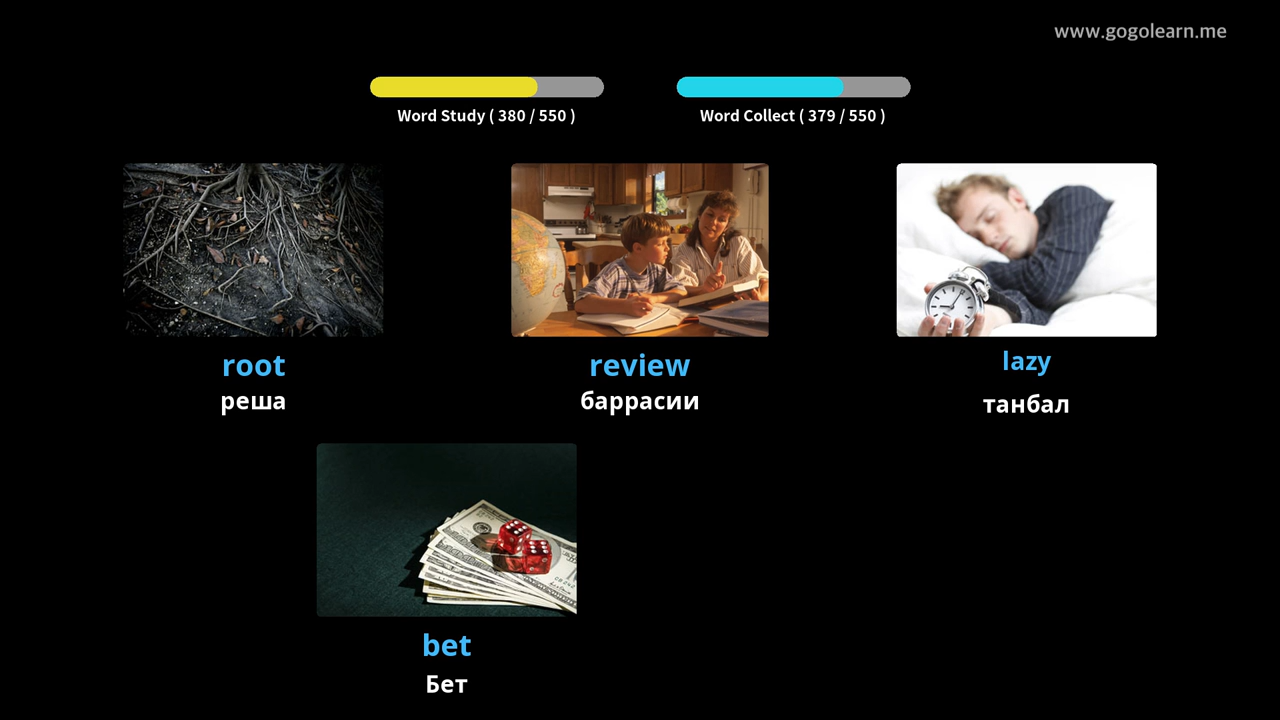 www.gogolearn.me
Word Study ( 380 / 550 )
Word Collect ( 379 / 550 )
root
реша
review
баррасии
lazy
танбал
bet
Бет